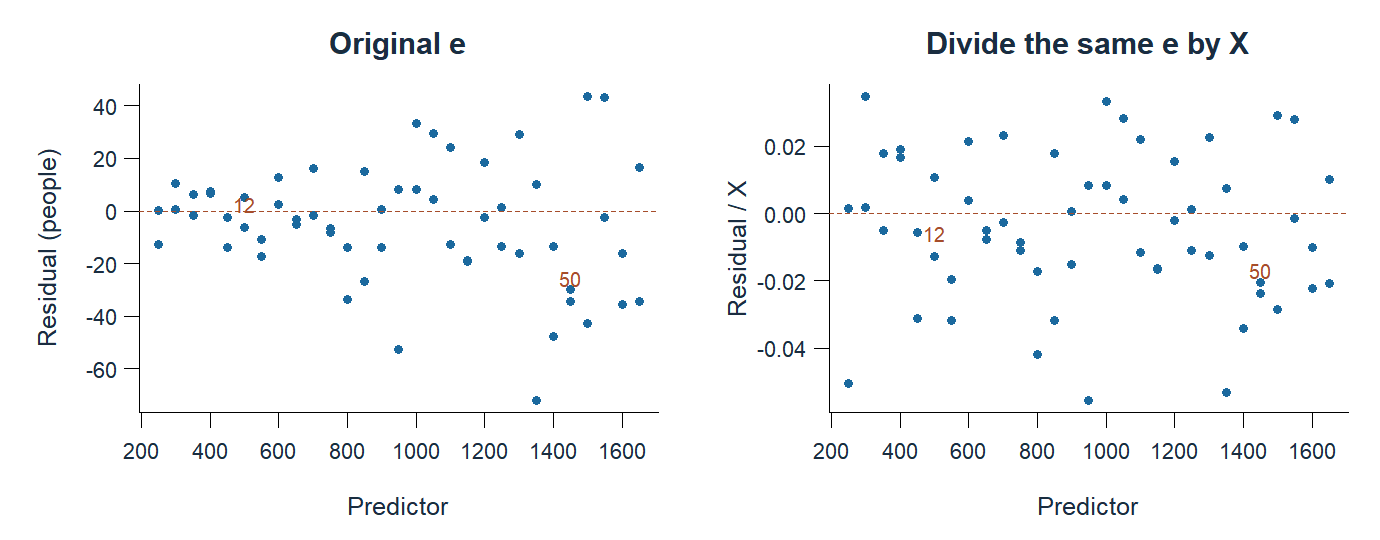 Original e
Residual (people)
40
20
0
-20
-40
-60
12
50
200 400 600 800 1000 1200 1400 1600
Predictor
Divide the same e by X
Residual / X
0.02
0.00
-0.02
-0.04
12
50
200 400 600 800 1000 1200 1400 1600
Predictor